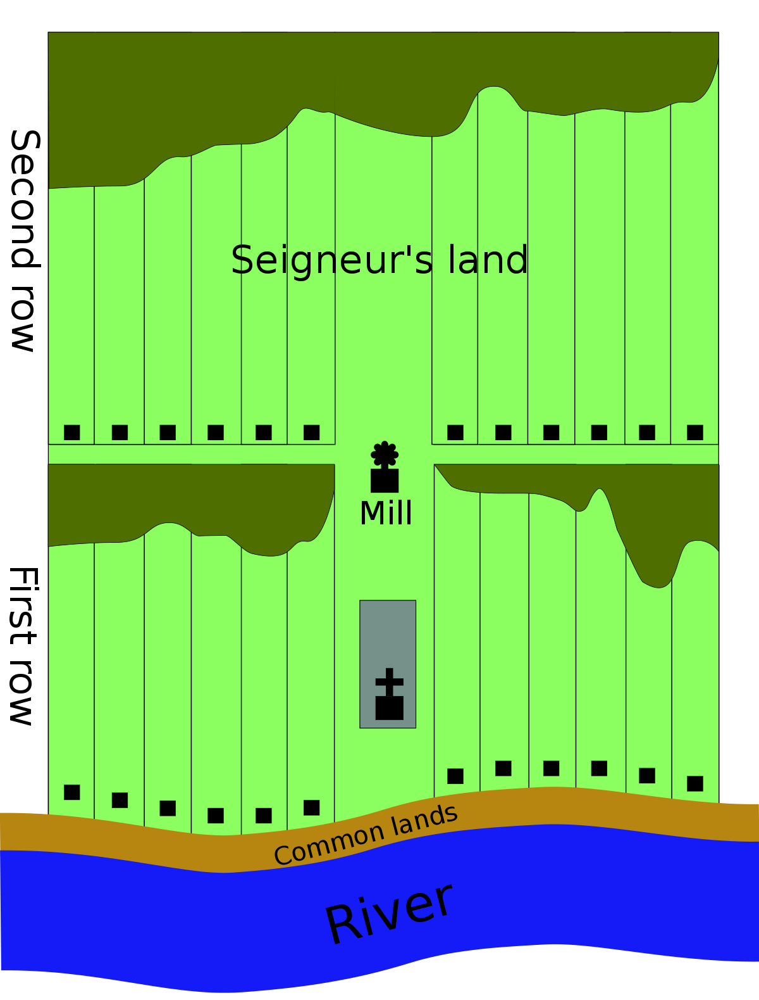 Second row
Seigneur's land
Mill
First row
Common lands
River